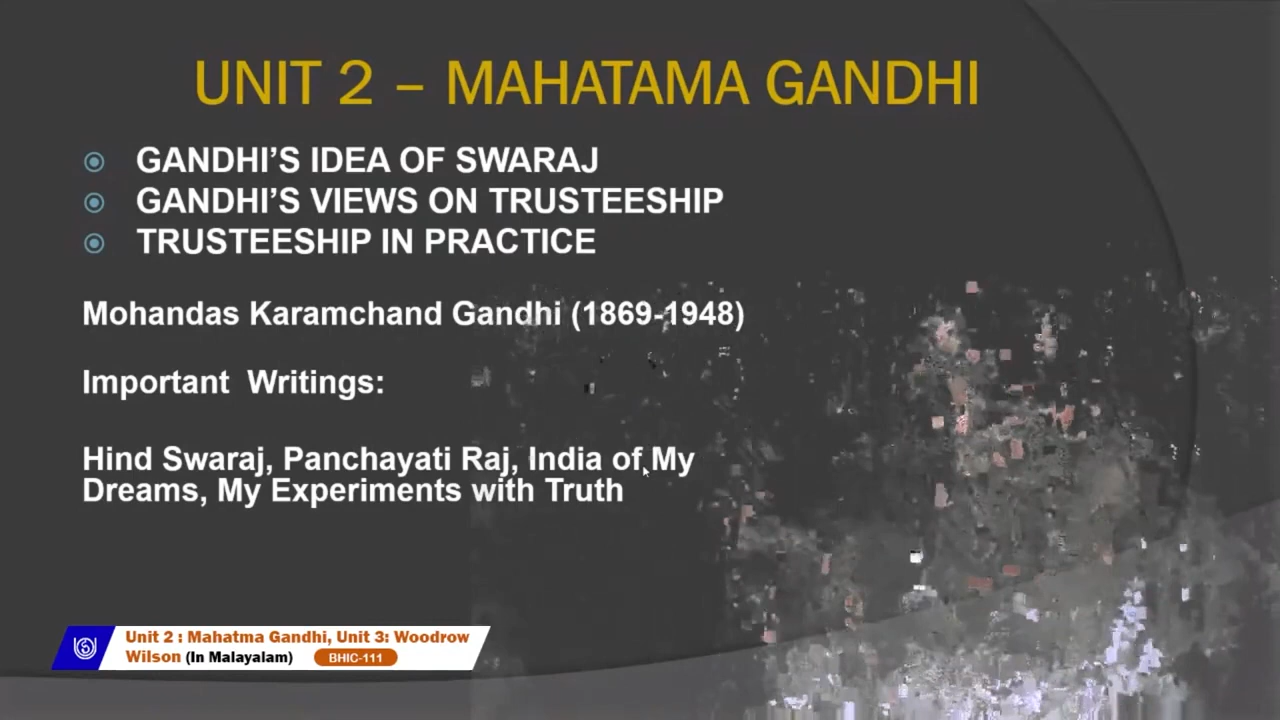 UNIT 2 – MAHATAMA GANDHI
GANDHI’S IDEA OF SWARAJ
GANDHI’S VIEWS ON TRUSTEESHIP
TRUSTEESHIP IN PRACTICE
Mohandas Karamchand Gandhi (1869-1948)
Important Writings:
Hind Swaraj, Panchayati Raj, India of My
Dreams, My Experiments with Truth
Unit 2 : Mahatma Gandhi, Unit 3: Woodrow
Wilson (In Malayalam) BHIC-111